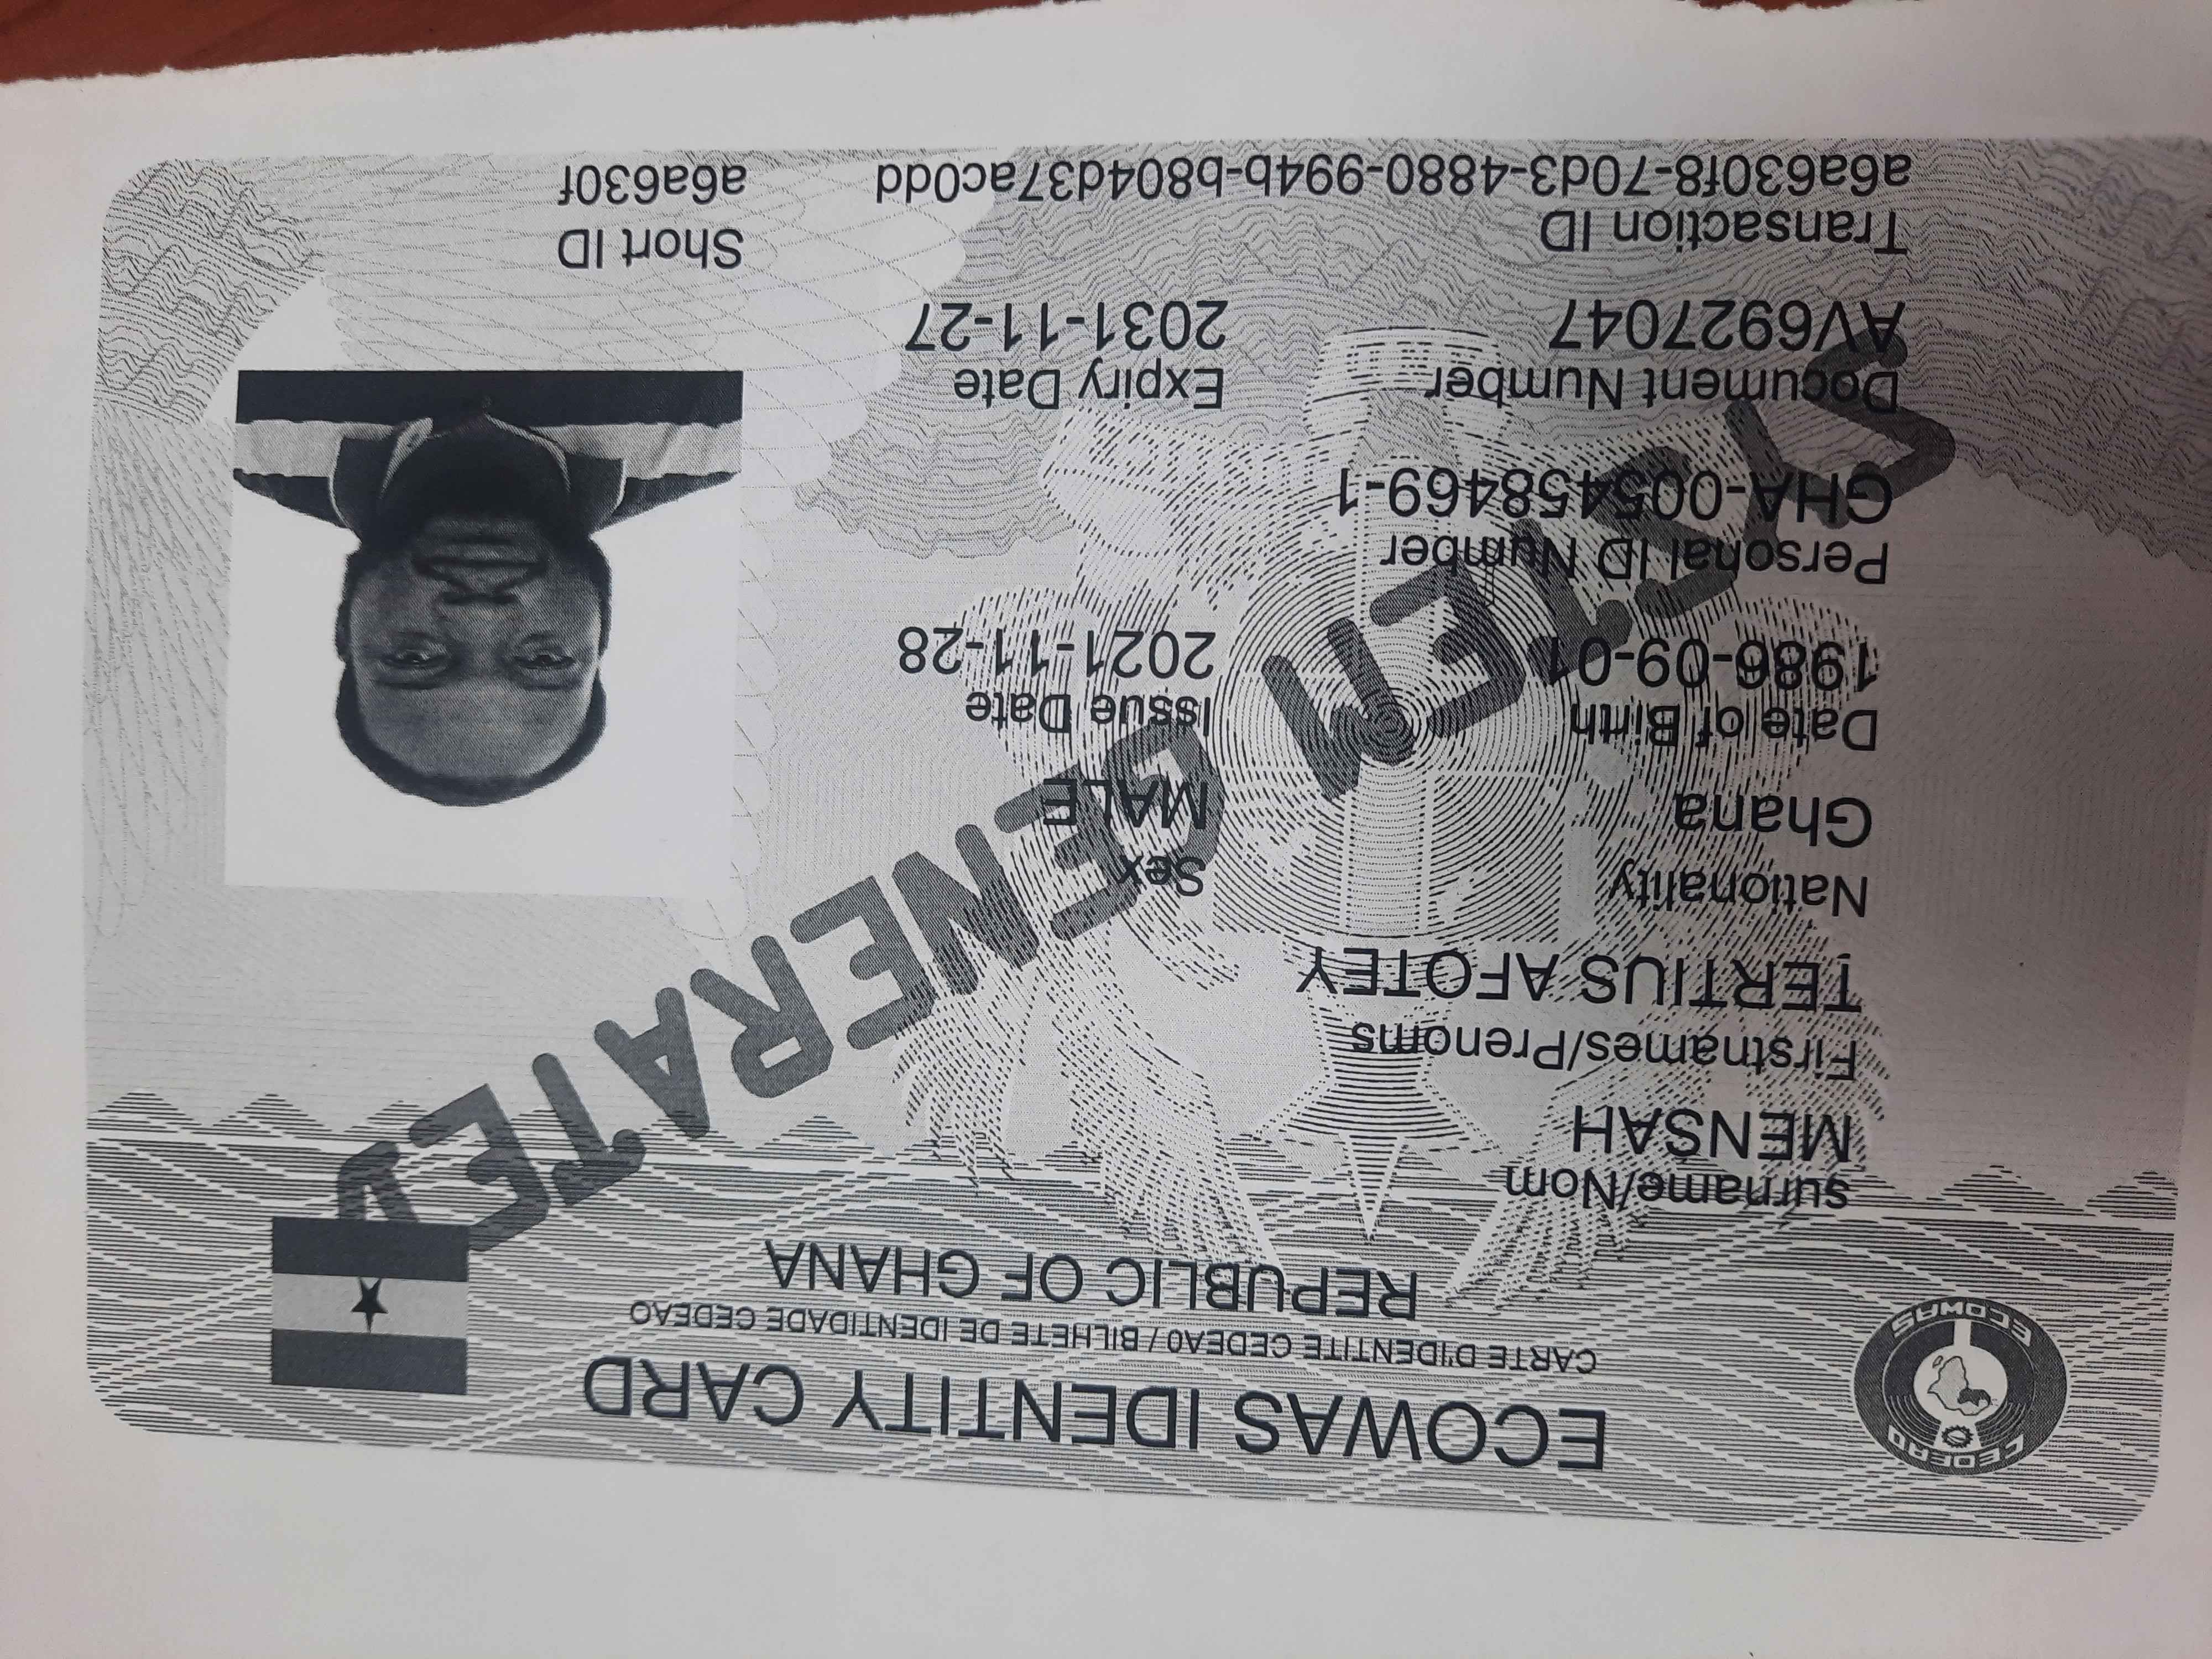 CEDEAO
ECOWAS
ECOWAS IDENTITY CARD
CARTE D'IDENTITE CEDEAO / BILHETE DE IDENTIDADE CEDEAO
REPUBLIC OF GHANA
surname/Nom
MENSAH
Firstnames/Prenoms
TERTIUS AFOTEY
Nationality
Ghana
Sex
MALE
Date of Birth
1986-09-01
Issue Date
2021-11-28
Personal ID Number
GHA-005458469-1
Document Number
AV6927047
Expiry Date
2031-11-27
Transaction ID
a6a630f8-70d3-4880-994b-b804d37ac0dd
Short ID
a6a630f
SYSTEM GENERATED